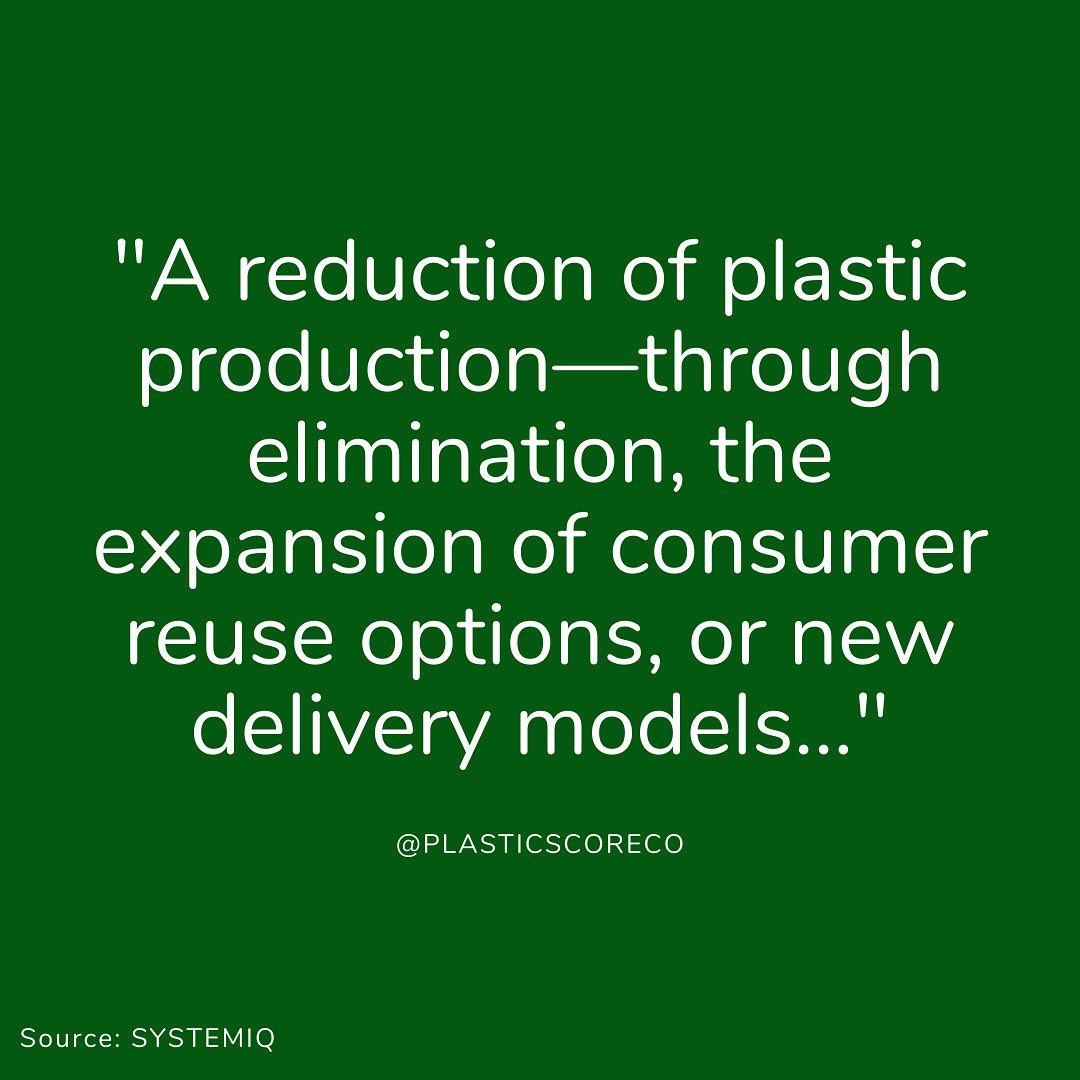 "A reduction of plastic
production—through
elimination, the
expansion of consumer
reuse options, or new
delivery models..."
@PLASTICSCORECO
Source: SYSTEMIQ